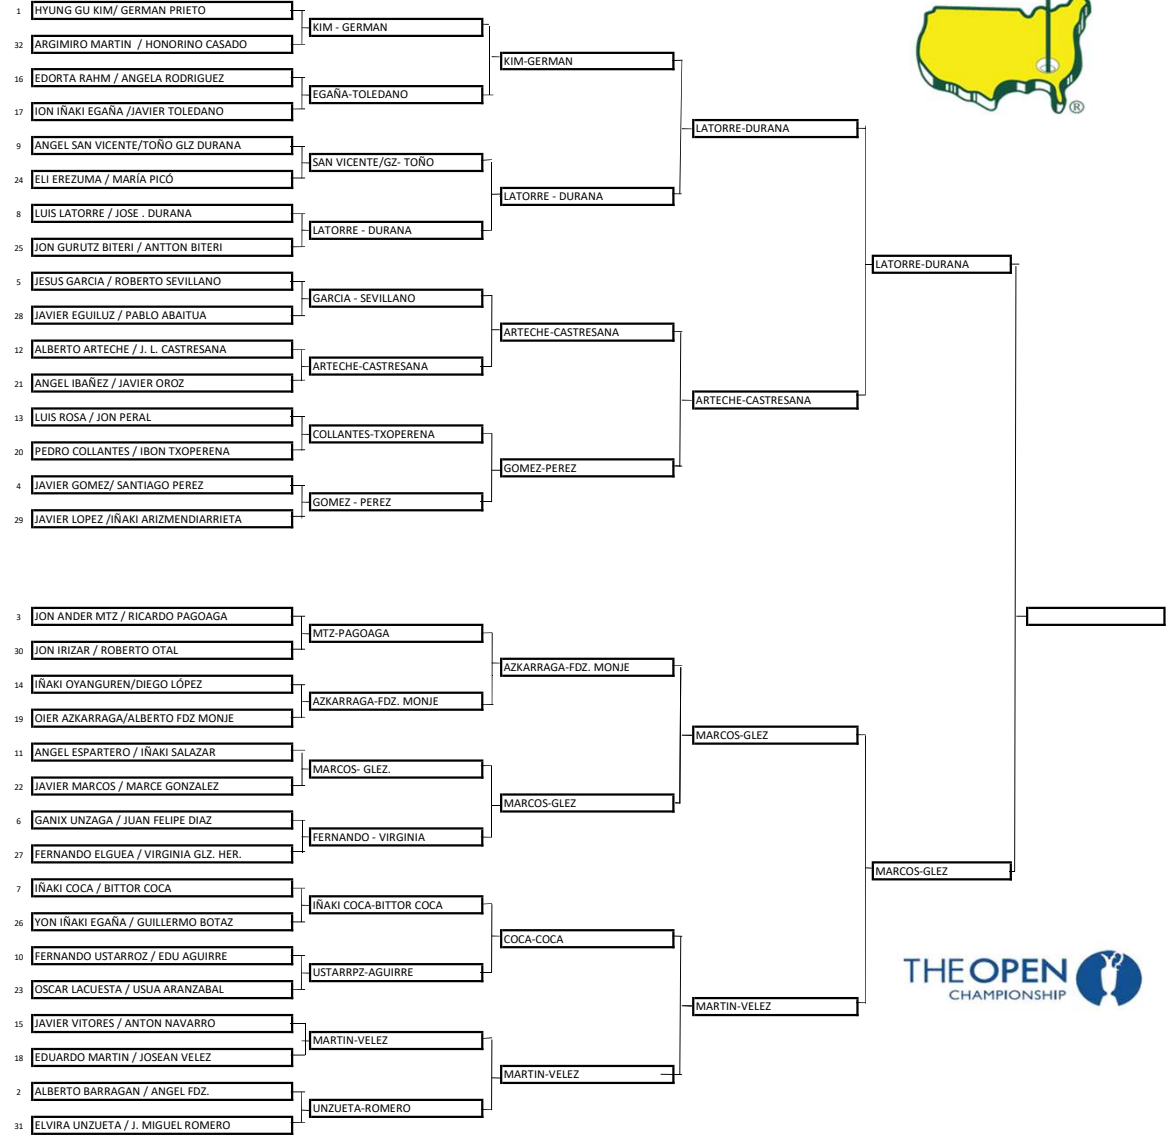 1 HYUNG GU KIM/ GERMAN PRIETO
KIM - GERMAN
32 ARGIMIRO MARTIN / HONORINO CASADO
KIM-GERMAN
16 EDORTA RAHM / ANGELA RODRIGUEZ
EGAÑA-TOLEDANO
17 ION IÑAKI EGAÑA /JAVIER TOLEDANO
®
LATORRE-DURANA
9 ANGEL SAN VICENTE/TOÑO GLZ DURANA
SAN VICENTE/GZ- TOÑO
24 ELI EREZUMA / MARÍA PICÓ
LATORRE - DURANA
8 LUIS LATORRE / JOSE . DURANA
LATORRE - DURANA
25 JON GURUTZ BITERI / ANTTON BITERI
LATORRE-DURANA
5 JESUS GARCIA / ROBERTO SEVILLANO
GARCIA - SEVILLANO
28 JAVIER EGUILUZ / PABLO ABAITUA
ARTECHE-CASTRESANA
12 ALBERTO ARTECHE / J. L. CASTRESANA
ARTECHE-CASTRESANA
21 ANGEL IBAÑEZ / JAVIER OROZ
ARTECHE-CASTRESANA
13 LUIS ROSA / JON PERAL
COLLANTES-TXOPERENA
20 PEDRO COLLANTES / IBON TXOPERENA
GOMEZ-PEREZ
4 JAVIER GOMEZ/ SANTIAGO PEREZ
GOMEZ - PEREZ
29 JAVIER LOPEZ /IÑAKI ARIZMENDIARRIETA
3 JON ANDER MTZ / RICARDO PAGOAGA
MTZ-PAGOAGA
30 JON IRIZAR / ROBERTO OTAL
AZKARRAGA-FDZ. MONJE
14 IÑAKI OYANGUREN/DIEGO LÓPEZ
AZKARRAGA-FDZ. MONJE
19 OIER AZKARRAGA/ALBERTO FDZ MONJE
MARCOS-GLEZ
11 ANGEL ESPARTERO / IÑAKI SALAZAR
MARCOS- GLEZ.
22 JAVIER MARCOS / MARCE GONZALEZ
MARCOS-GLEZ
6 GANIX UNZAGA / JUAN FELIPE DIAZ
FERNANDO - VIRGINIA
27 FERNANDO ELGUEA / VIRGINIA GLZ. HER.
MARCOS-GLEZ
7 IÑAKI COCA / BITTOR COCA
IÑAKI COCA-BITTOR COCA
26 YON IÑAKI EGAÑA / GUILLERMO BOTAZ
COCA-COCA
10 FERNANDO USTARROZ / EDU AGUIRRE
USTARRPZ-AGUIRRE
23 OSCAR LACUESTA / USUA ARANZABAL
THE OPEN
CHAMPIONSHIP
MARTIN-VELEZ
15 JAVIER VITORES / ANTON NAVARRO
MARTIN-VELEZ
18 EDUARDO MARTIN / JOSEAN VELEZ
MARTIN-VELEZ
2 ALBERTO BARRAGAN / ANGEL FDZ.
UNZUETA-ROMERO
31 ELVIRA UNZUETA / J. MIGUEL ROMERO